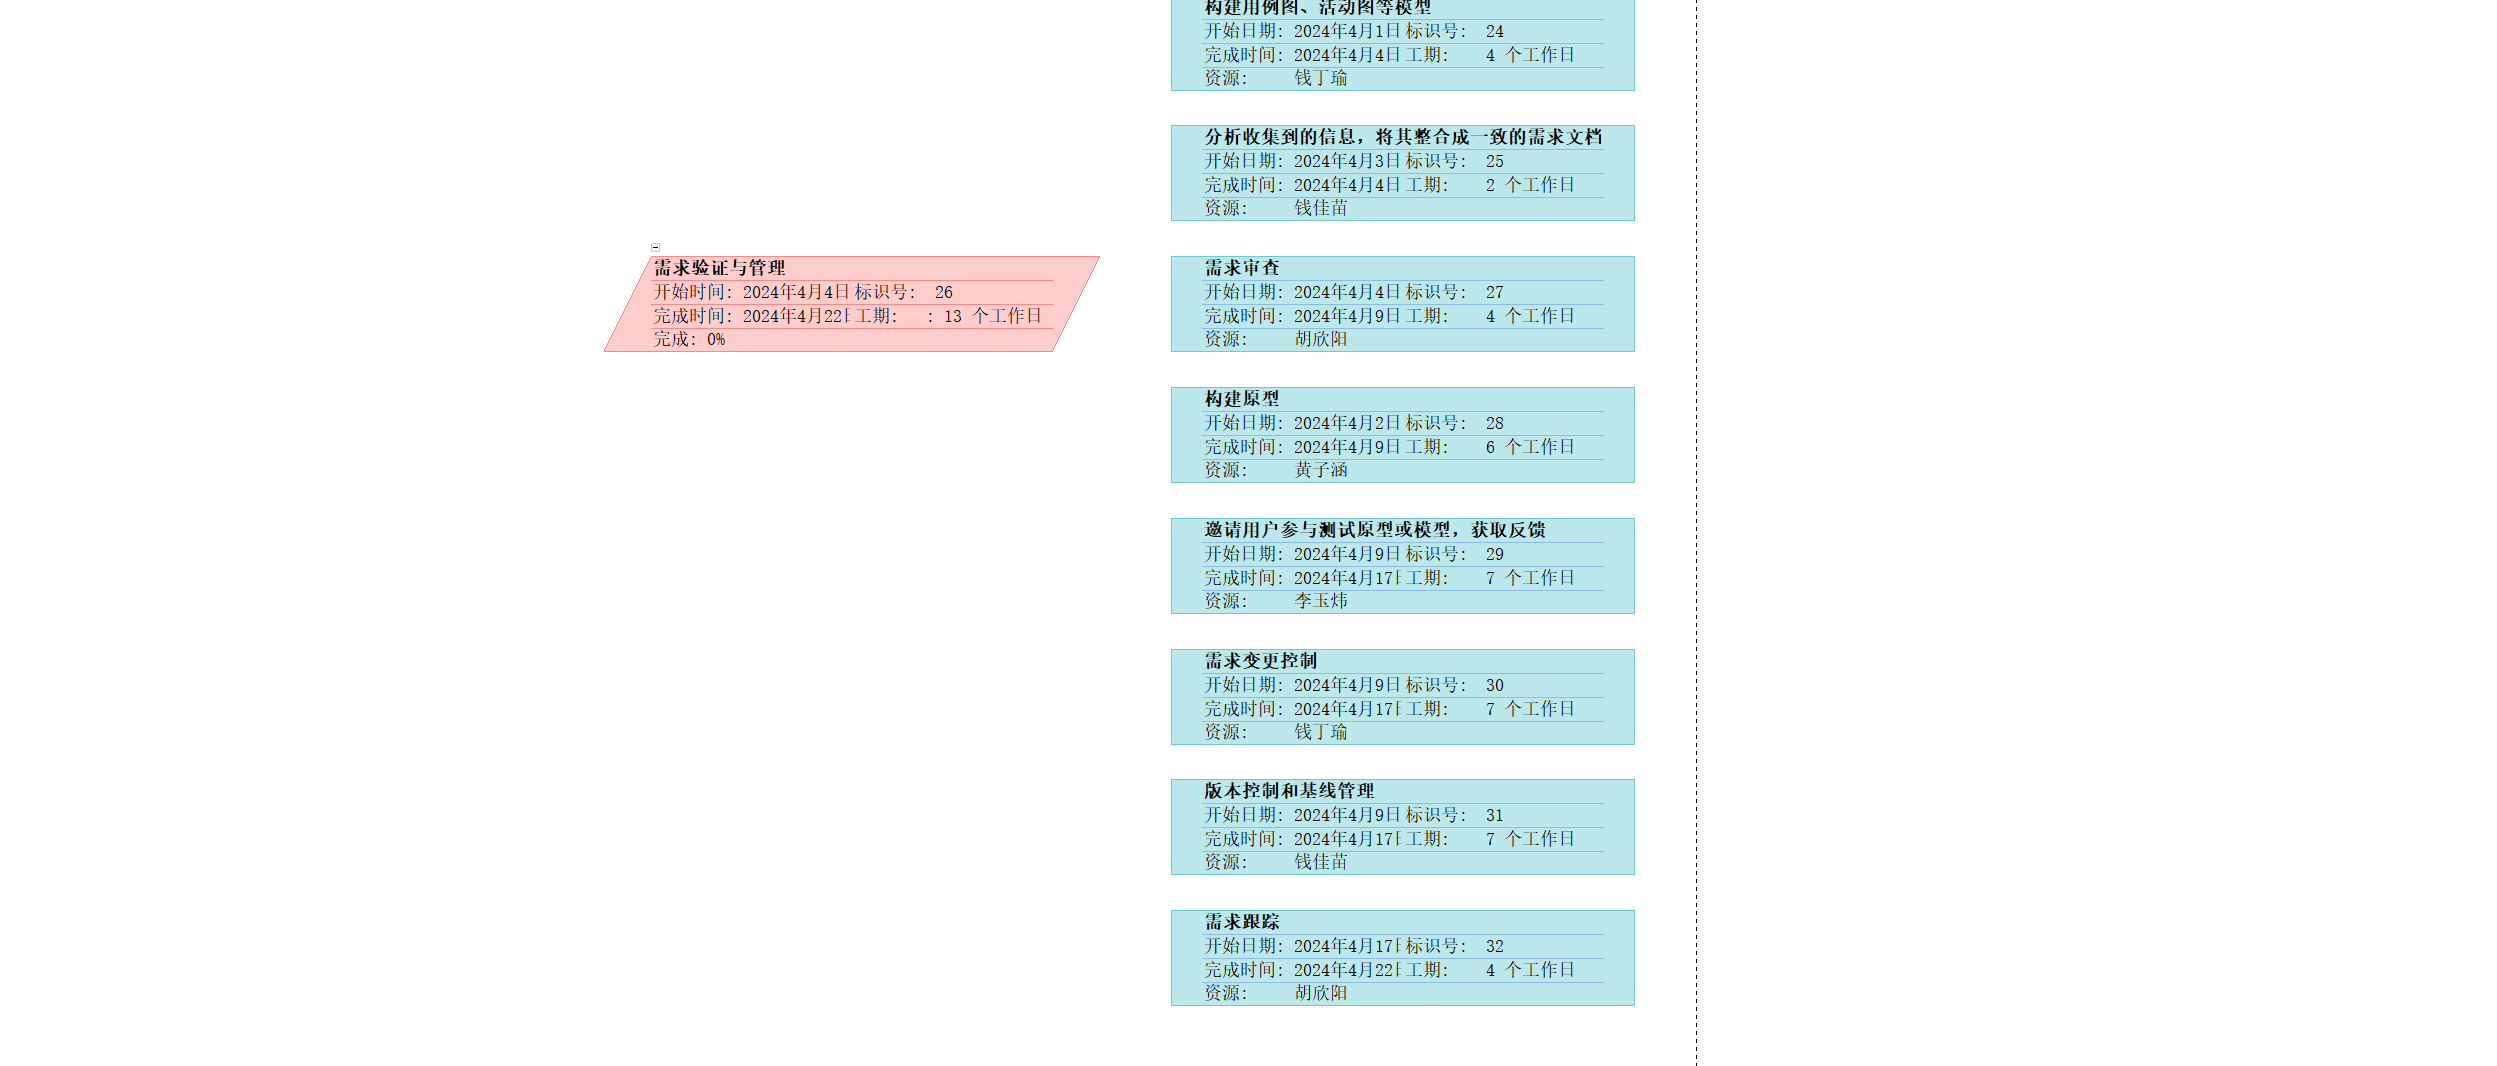 构建用例图、活动图等模型
开始日期: 2024年4月1日 标识号: 24
完成时间: 2024年4月4日 工期: 4 个工作日
资源: 钱丁瑜
分析收集到的信息，将其整合成一致的需求文档
开始日期: 2024年4月3日 标识号: 25
完成时间: 2024年4月4日 工期: 2 个工作日
资源: 钱佳苗
需求验证与管理
开始时间: 2024年4月4日 标识号: 26
完成时间: 2024年4月22日 工期: : 13 个工作日
完成: 0%
需求审查
开始日期: 2024年4月4日 标识号: 27
完成时间: 2024年4月9日 工期: 4 个工作日
资源: 胡欣阳
构建原型
开始日期: 2024年4月2日 标识号: 28
完成时间: 2024年4月9日 工期: 6 个工作日
资源: 黄子涵
邀请用户参与测试原型或模型，获取反馈
开始日期: 2024年4月9日 标识号: 29
完成时间: 2024年4月17日 工期: 7 个工作日
资源: 李玉炜
需求变更控制
开始日期: 2024年4月9日 标识号: 30
完成时间: 2024年4月17日 工期: 7 个工作日
资源: 钱丁瑜
版本控制和基线管理
开始日期: 2024年4月9日 标识号: 31
完成时间: 2024年4月17日 工期: 7 个工作日
资源: 钱佳苗
需求跟踪
开始日期: 2024年4月17日 标识号: 32
完成时间: 2024年4月22日 工期: 4 个工作日
资源: 胡欣阳